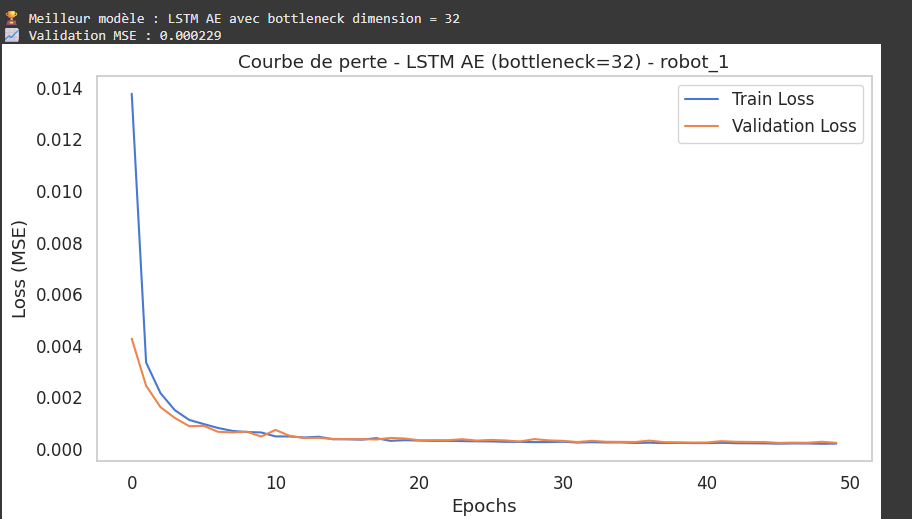 🏆 Meilleur modèle : LSTM AE avec bottleneck dimension = 32
📈 Validation MSE : 0.000229
Courbe de perte - LSTM AE (bottleneck=32) - robot_1
Train Loss
Validation Loss
Loss (MSE)
0.014
0.012
0.010
0.008
0.006
0.004
0.002
0.000
0 10 20 30 40 50
Epochs